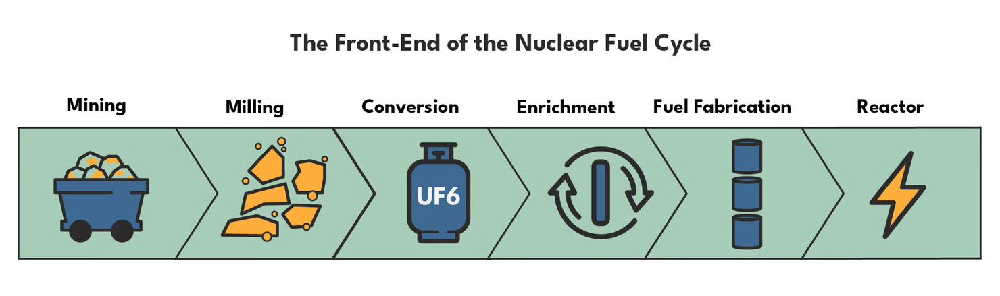 The Front-End of the Nuclear Fuel Cycle
Mining
Milling
Conversion
Enrichment
Fuel Fabrication
Reactor
UF6